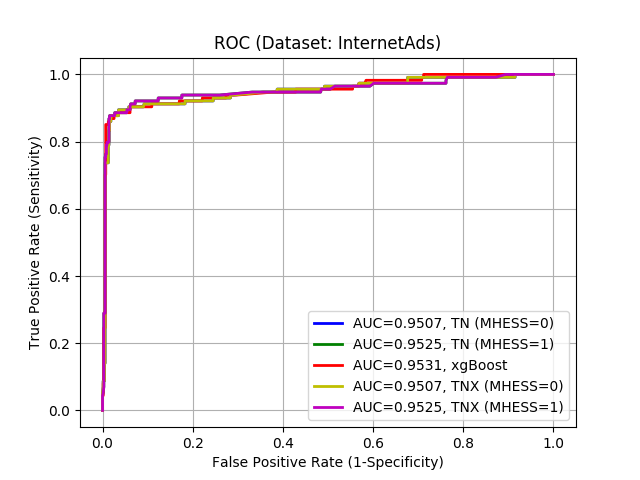 ROC (Dataset: InternetAds)
True Positive Rate (Sensitivity)
1.0
0.8
0.6
0.4
0.2
0.0
AUC=0.9507, TN (MHESS=0)
AUC=0.9525, TN (MHESS=1)
AUC=0.9531, xgBoost
AUC=0.9507, TNX (MHESS=0)
AUC=0.9525, TNX (MHESS=1)
0.0 0.2 0.4 0.6 0.8 1.0
False Positive Rate (1-Specificity)